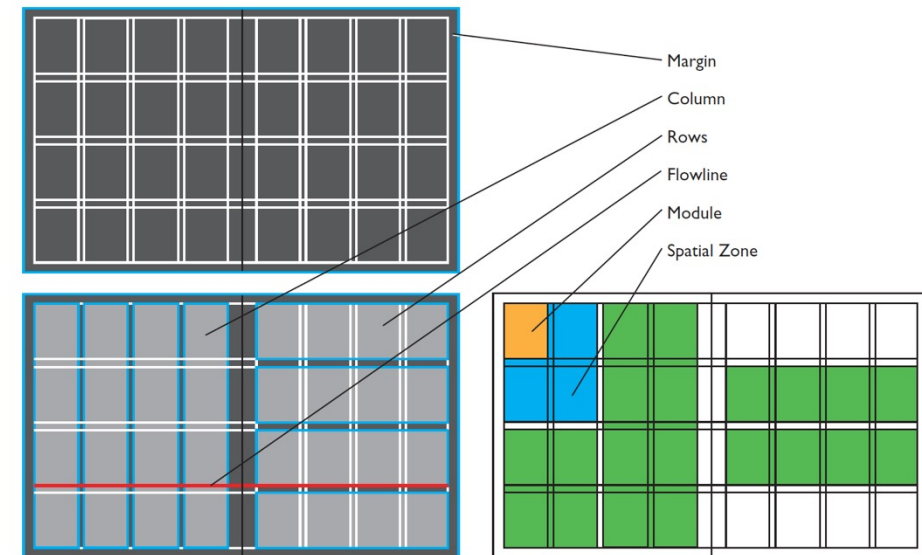 Margin
Column
Rows
Flowline
Module
Spatial Zone